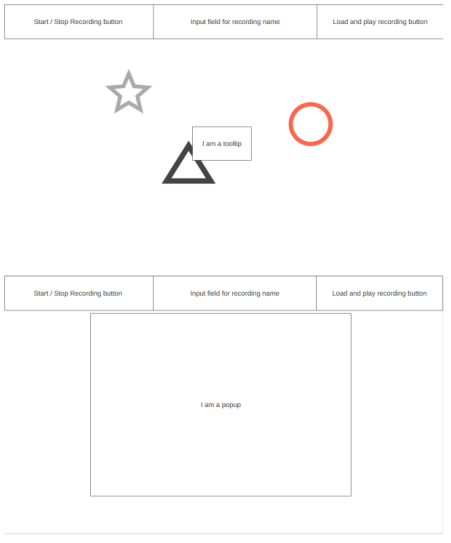 Start / Stop Recording button
Input field for recording name
Load and play recording button
I am a tooltip
Start / Stop Recording button
Input field for recording name
Load and play recording button
I am a popup